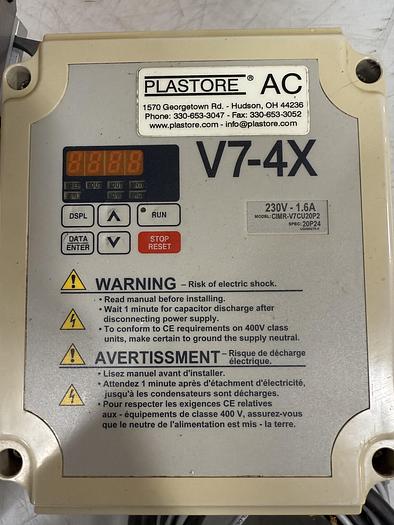 PLASTORE® AC
1570 Georgetown Rd. - Hudson, OH 44236
Phone: 330-653-3047 - Fax: 330-653-3052
www.plastore.com - info@plastore.com
V7-4X
DSPL
RUN
DATA
ENTER
STOP
RESET
230V - 1.6A
MODEL: CIMR-V7CU20P2
SPEC: 20P24
WARNING – Risk of electric shock.
• Read manual before installing.
• Wait 1 minute for capacitor discharge after
disconnecting power supply.
• To conform to CE requirements on 400V class
units, make certain to ground the supply neutral.
AVERTISSMENT – Risque de décharge
électrique.
• Lisez manuel avant d'installer.
• Attendez 1 minute après d'étachment d'électricité,
jusqu'à les condensateurs sont décharges.
• Pour respecter les exigences CE relatives
aux - équipements de classe 400 V, assurez-vous
que le neutre de l'alimentation est mis - la terre.